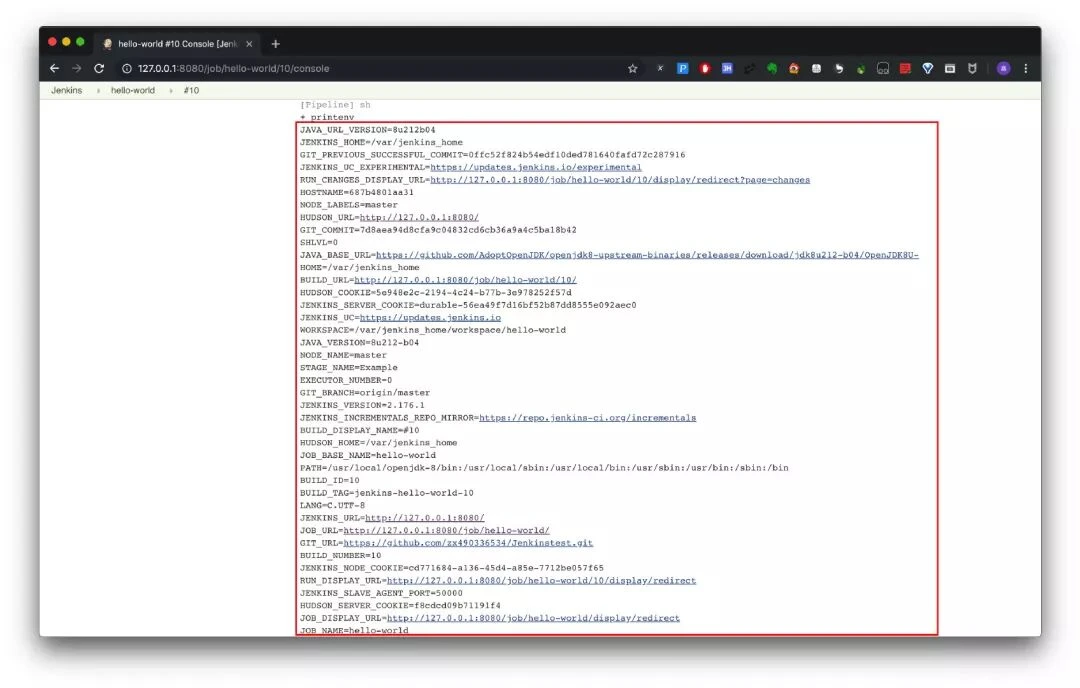 hello-world #10 Console [Jenk
127.0.0.1:8080/job/hello-world/10/console
Jenkins hello-world #10
[Pipeline] sh
+ printenv
JAVA_URL_VERSION=8u212b04
JENKINS_HOME=/var/jenkins_home
GIT_PREVIOUS_SUCCESSFUL_COMMIT=0ffc52f824b54edf10ded781640fafd72c287916
JENKINS_UC_EXPERIMENTAL=https://updates.jenkins.io/experimental
RUN_CHANGES_DISPLAY_URL=http://127.0.0.1:8080/job/hello-world/10/display/redirect?page=changes
HOSTNAME=687b4801aa31
NODE_LABELS=master
HUDSON_URL=http://127.0.0.1:8080/
GIT_COMMIT=7d8aea94d8cfa9c04832cd6cb36a9a4c5ba18b42
SHLVL=0
JAVA_BASE_URL=https://github.com/AdoptOpenJDK/openjdk8-upstream-binaries/releases/download/jdk8u212-b04/OpenJDK8U-
HOME=/var/jenkins_home
BUILD_URL=http://127.0.0.1:8080/job/hello-world/10/
HUDSON_COOKIE=5e948e2c-2194-4c24-b77b-3e978252f57d
JENKINS_SERVER_COOKIE=durable-56ea49f7d16bf52b87dd8555e092aec0
JENKINS_UC=https://updates.jenkins.io
WORKSPACE=/var/jenkins_home/workspace/hello-world
JAVA_VERSION=8u212-b04
NODE_NAME=master
STAGE_NAME=Example
EXECUTOR_NUMBER=0
GIT_BRANCH=origin/master
JENKINS_VERSION=2.176.1
JENKINS_INCREMENTALS_REPO_MIRROR=https://repo.jenkins-ci.org/incrementals
BUILD_DISPLAY_NAME=#10
HUDSON_HOME=/var/jenkins_home
JOB_BASE_NAME=hello-world
PATH=/usr/local/openjdk-8/bin:/usr/local/sbin:/usr/local/bin:/usr/sbin:/usr/bin:/sbin:/bin
BUILD_ID=10
BUILD_TAG=jenkins-hello-world-10
LANG=C.UTF-8
JENKINS_URL=http://127.0.0.1:8080/
JOB_URL=http://127.0.0.1:8080/job/hello-world/
GIT_URL=https://github.com/zx490336534/Jenkinstest.git
BUILD_NUMBER=10
JENKINS_NODE_COOKIE=cd771684-a136-45d4-a85e-7712be057f65
RUN_DISPLAY_URL=http://127.0.0.1:8080/job/hello-world/10/display/redirect
JENKINS_SLAVE_AGENT_PORT=50000
HUDSON_SERVER_COOKIE=f8cdcd09b71191f4
JOB_DISPLAY_URL=http://127.0.0.1:8080/job/hello-world/display/redirect
JOB_NAME=hello-world